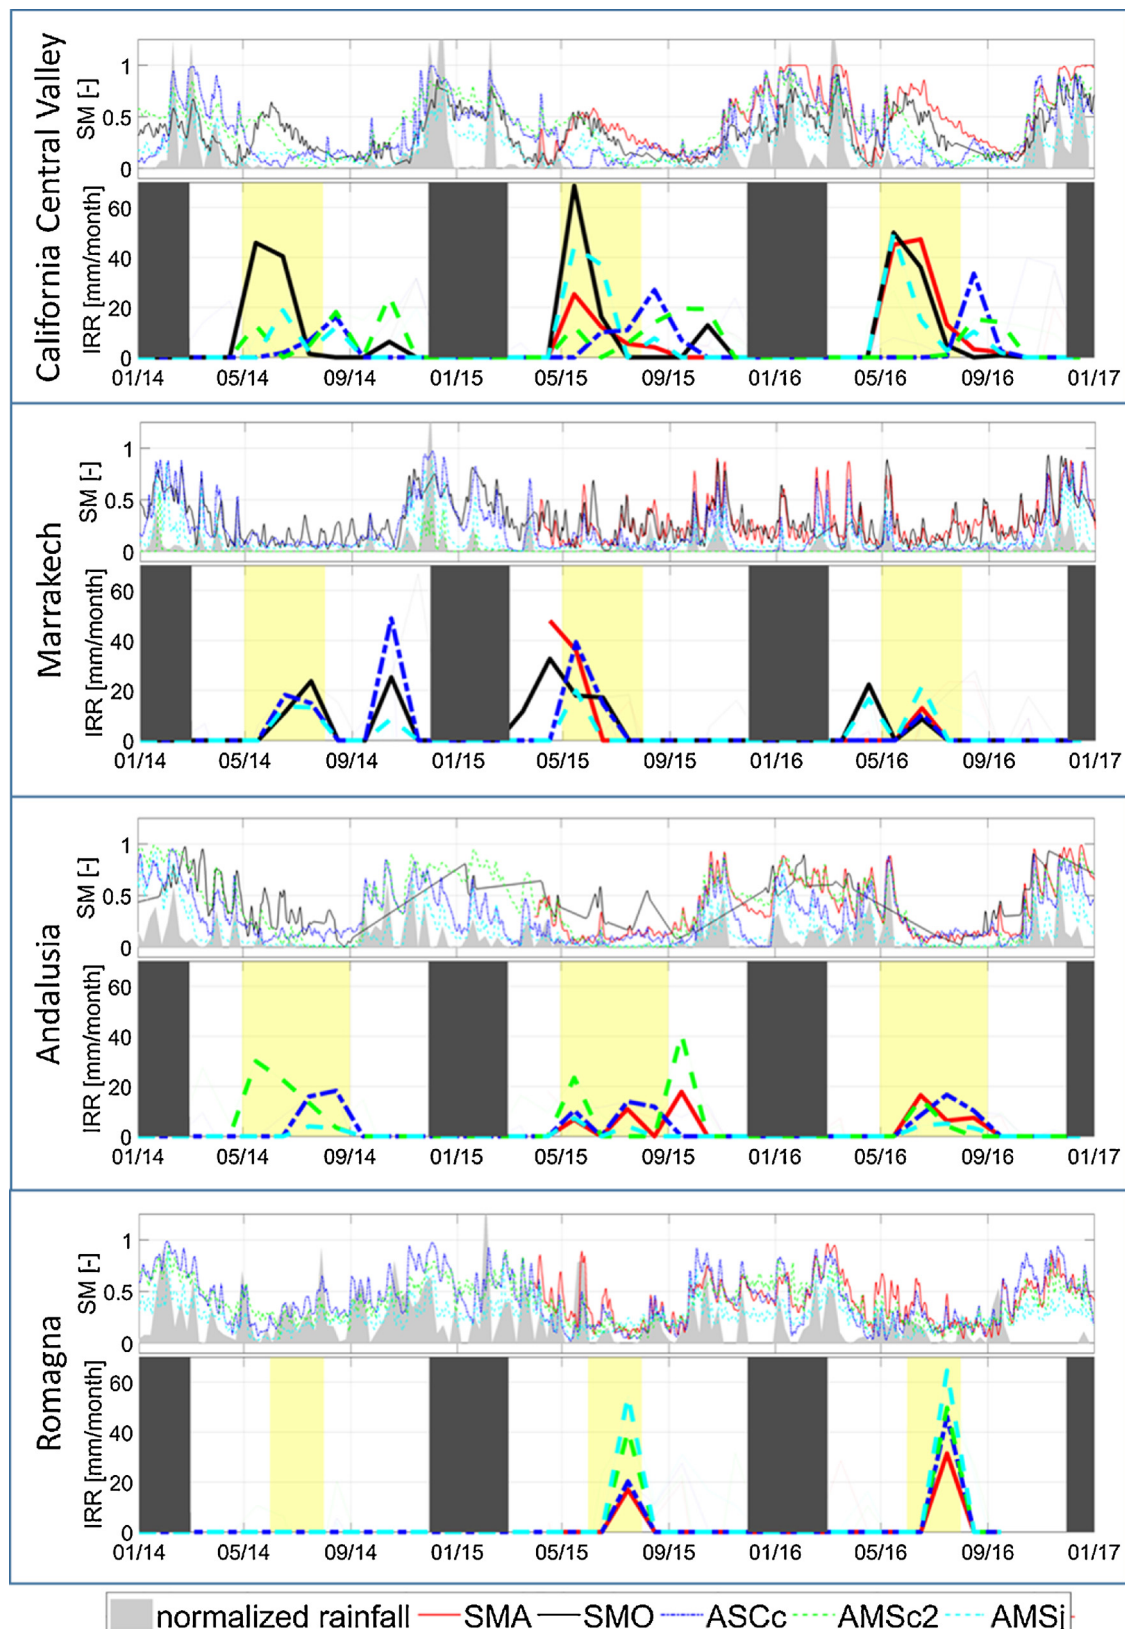 California Central Valley
SM [-]
1
0.5
0
IRR [mm/month]
60
40
20
0
01/14 05/14 09/14 01/15 05/15 09/15 01/16 05/16 09/16 01/17
Marrakech
SM [-]
1
0.5
0
IRR [mm/month]
60
40
20
0
01/14 05/14 09/14 01/15 05/15 09/15 01/16 05/16 09/16 01/17
Andalusia
SM [-]
1
0.5
0
IRR [mm/month]
60
40
20
0
01/14 05/14 09/14 01/15 05/15 09/15 01/16 05/16 09/16 01/17
Romagna
SM [-]
1
0.5
0
IRR [mm/month]
60
40
20
0
01/14 05/14 09/14 01/15 05/15 09/15 01/16 05/16 09/16 01/17
normalized rainfall SMA SMO ASCc AMSc2 AMSj